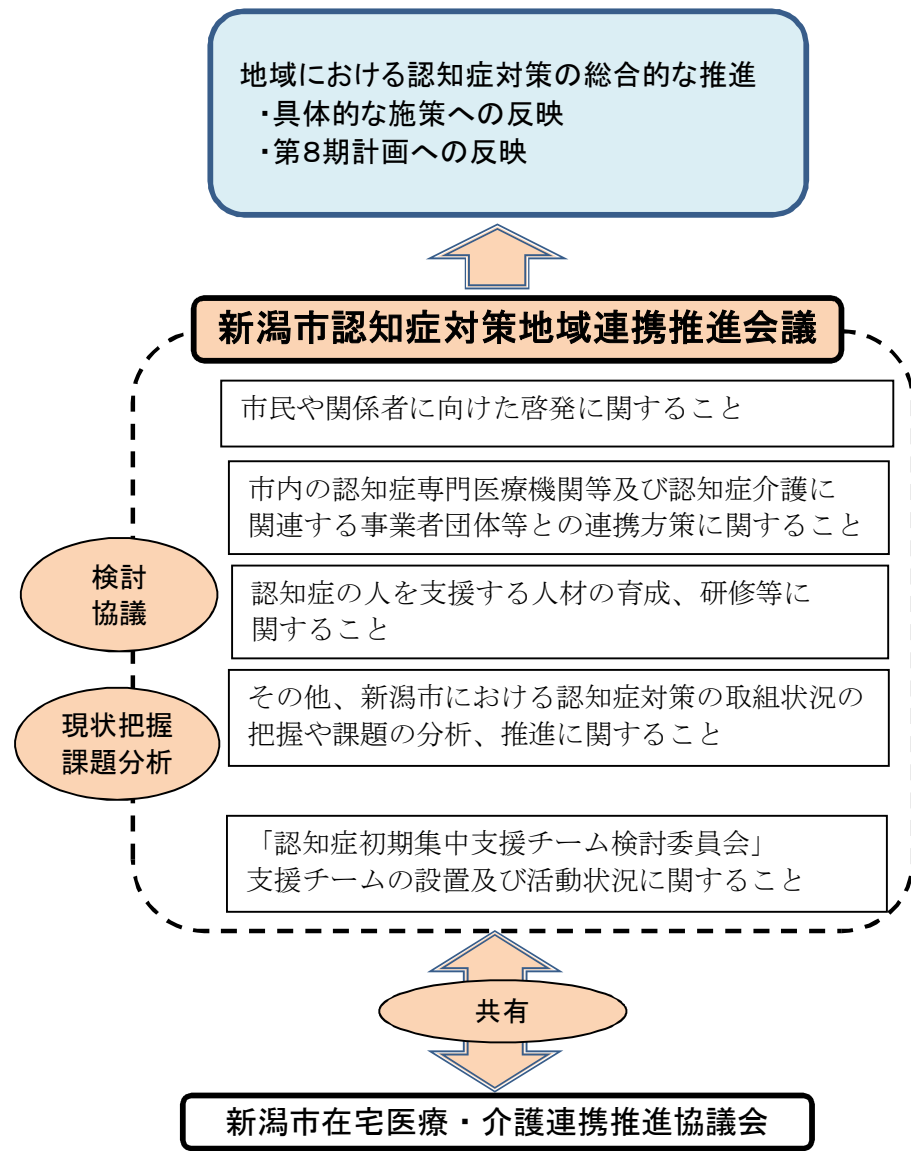 地域における認知症対策の総合的な推進
・具体的な施策への反映
・第８期計画への反映
新潟市認知症対策地域連携推進会議
市民や関係者に向けた啓発に関すること
市内の認知症専門医療機関等及び認知症介護に
関連する事業者団体等との連携方策に関すること
検討
協議
認知症の人を支援する人材の育成、研修等に
関すること
現状把握
課題分析
その他、新潟市における認知症対策の取組状況の
把握や課題の分析、推進に関すること
「認知症初期集中支援チーム検討委員会」
支援チームの設置及び活動状況に関すること
共有
新潟市在宅医療・介護連携推進協議会